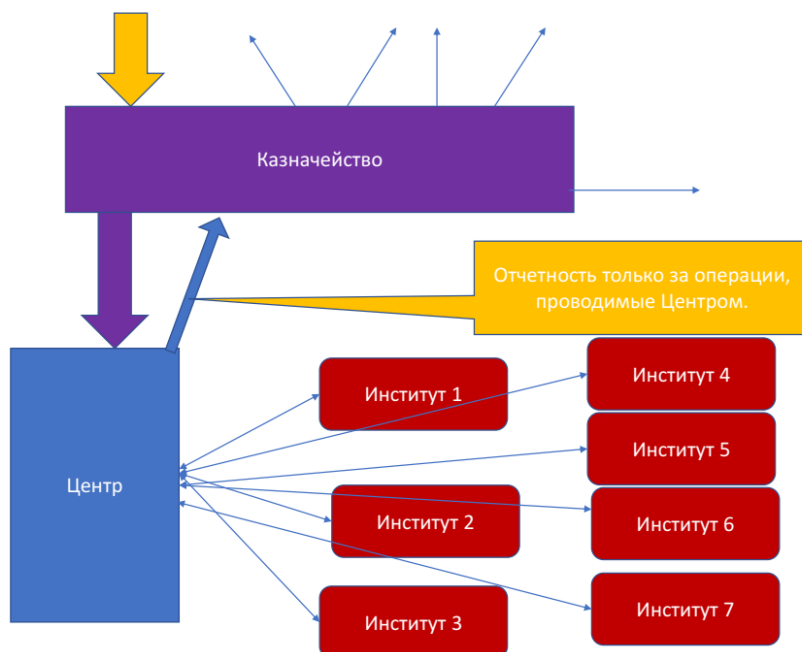 Казначейство
Отчетность только за операции,
проводимые Центром.
Центр
Институт 1
Институт 4
Институт 5
Институт 2
Институт 6
Институт 3
Институт 7